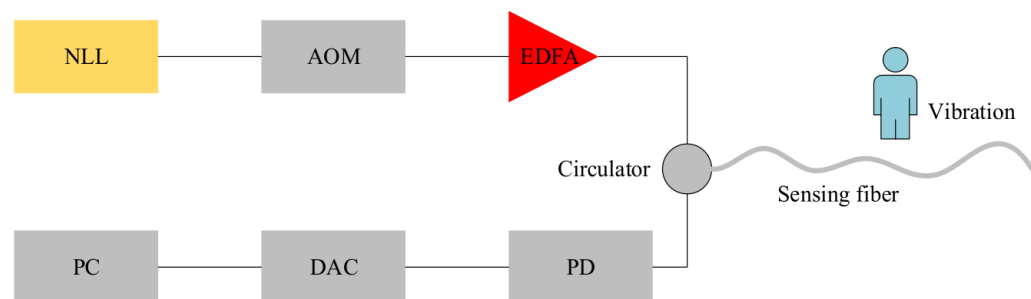 NLL
AOM
EDFA
Vibration
Circulator
Sensing fiber
PC
DAC
PD